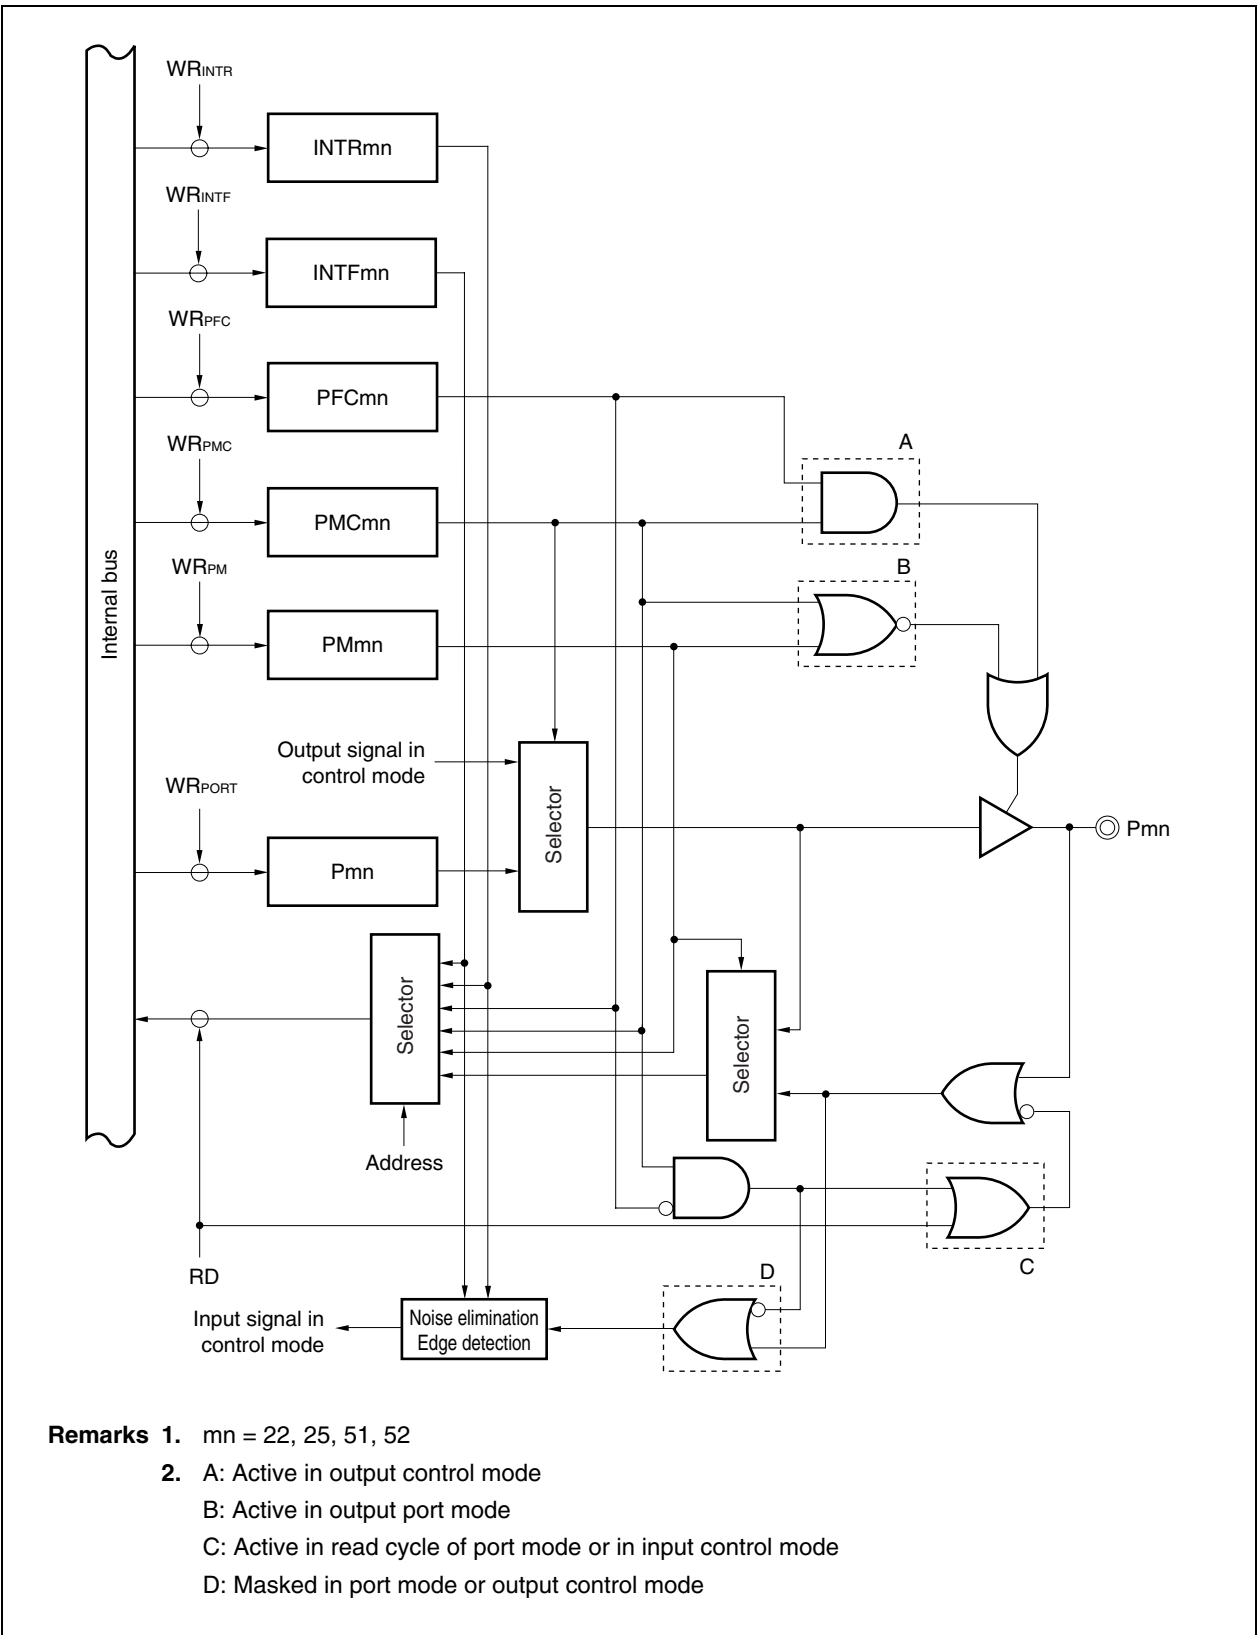 WRINTR
INTRmn
WRINTF
INTFmn
WRPFC
PFCmn
A
WRPMC
PMCmn
B
WRPM
PMmn
Internal bus
Output signal in
control mode
Selector
WRPORT
Pmn
Pmn
Selector
Selector
Address
RD
C
D
Input signal in
control mode
Noise elimination
Edge detection
Remarks 1. mn = 22, 25, 51, 52
2. A: Active in output control mode
B: Active in output port mode
C: Active in read cycle of port mode or in input control mode
D: Masked in port mode or output control mode